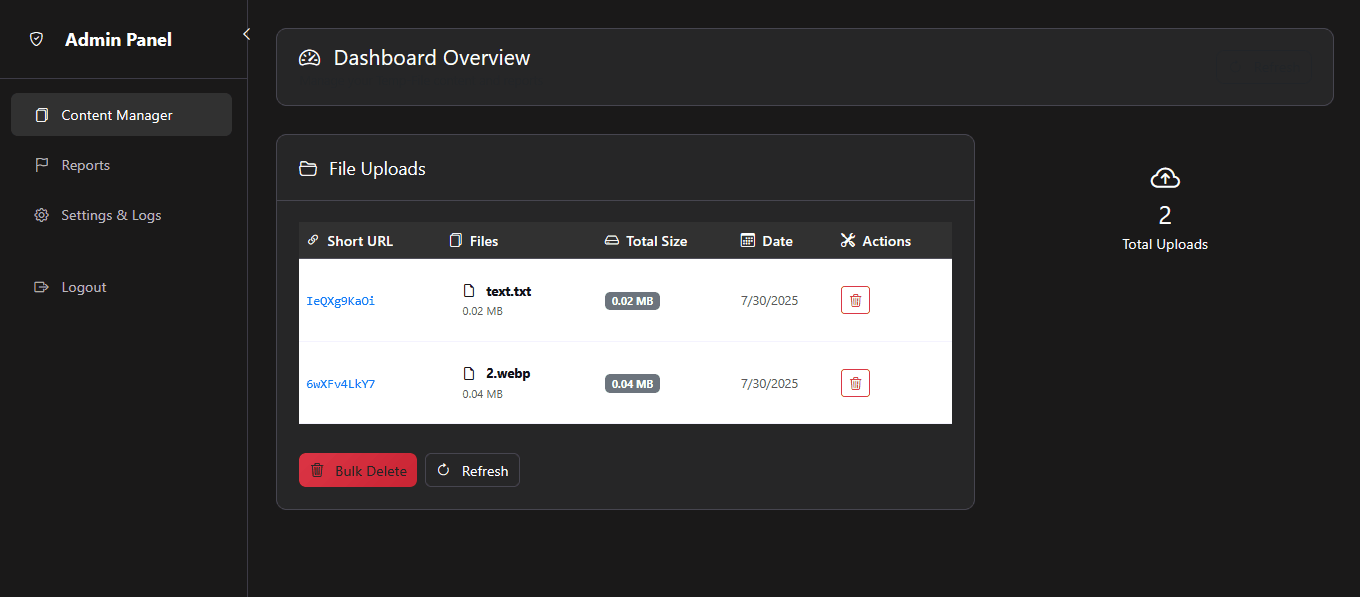 Admin Panel
Content Manager
Reports
Settings & Logs
Logout
Dashboard Overview
File Uploads
Short URL Files Total Size Date Actions
IeQXg9KaOi text.txt 0.02 MB 7/30/2025
0.02 MB
6wXFv4LkY7 2.webp 0.04 MB 7/30/2025
0.04 MB
Bulk Delete Refresh
2
Total Uploads